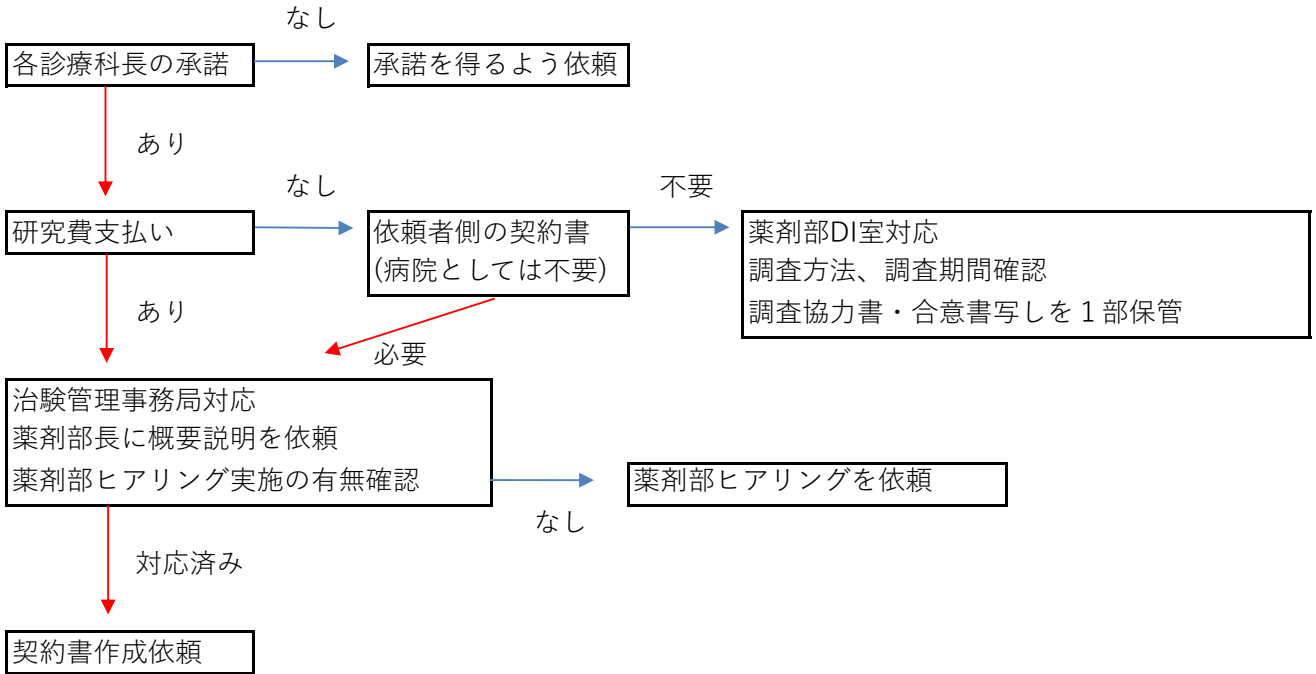 なし
各診療科長の承諾
承諾を得るよう依頼
あり
なし
不要
研究費支払い
依頼者側の契約書
(病院としては不要)
薬剤部DI室対応
調査方法、調査期間確認
調査協力書・合意書写しを１部保管
あり
必要
治験管理事務局対応
薬剤部長に概要説明を依頼
薬剤部ヒアリング実施の有無確認
薬剤部ヒアリングを依頼
なし
対応済み
契約書作成依頼